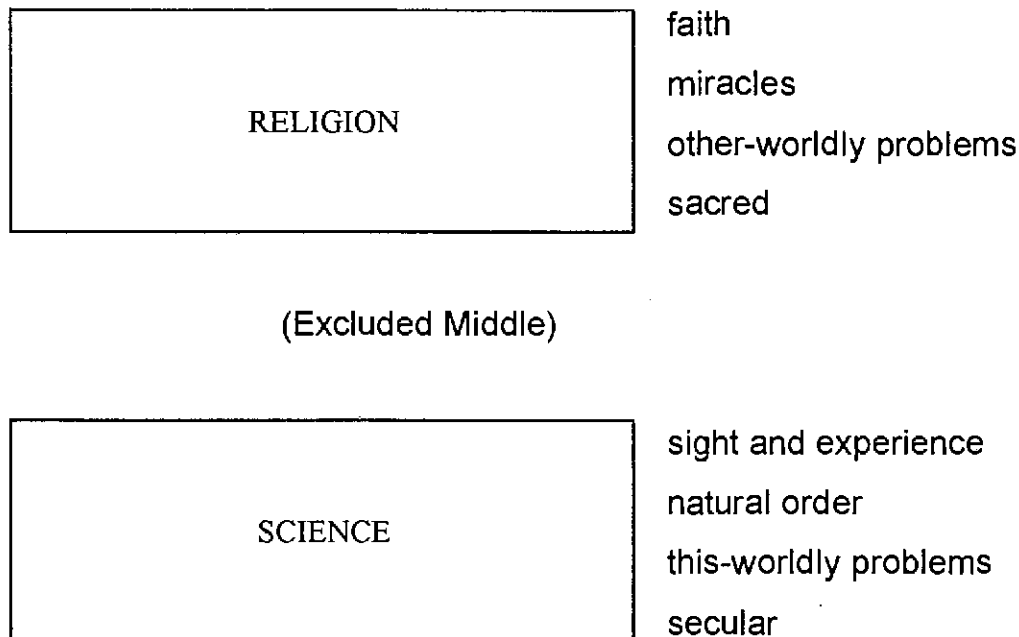 faith
miracles
RELIGION
other-worldly problems
sacred
(Excluded Middle)
sight and experience
natural order
SCIENCE
this-worldly problems
secular